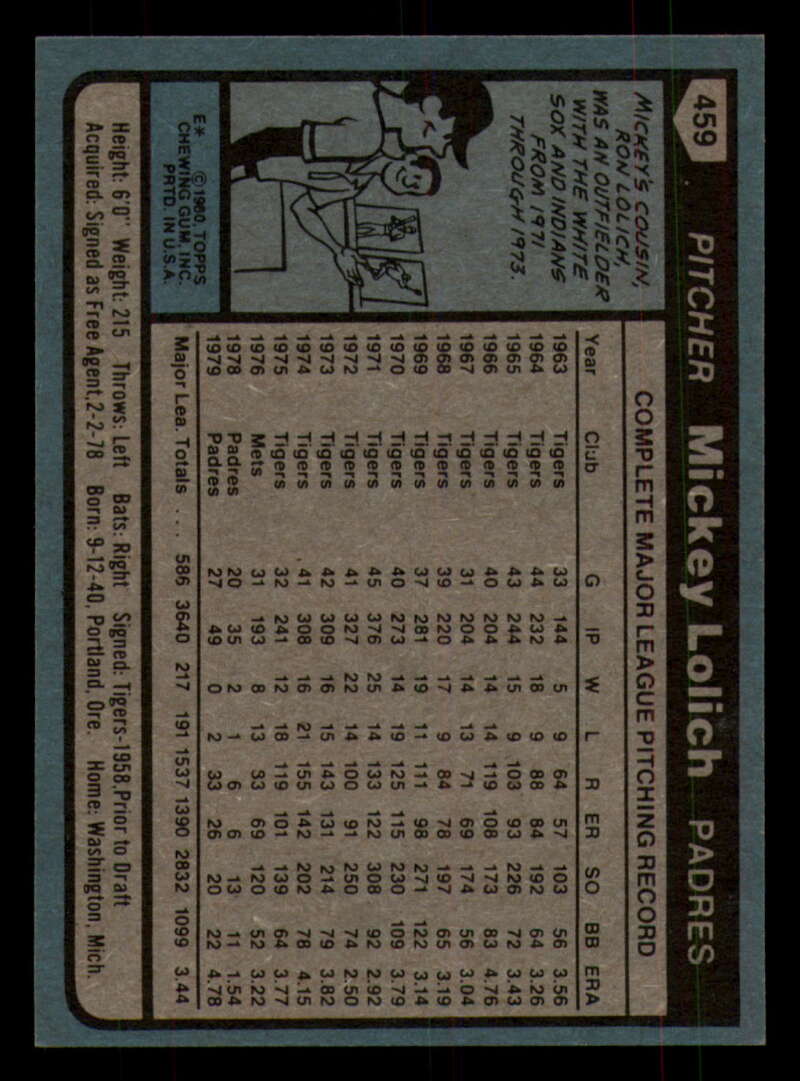 459 PITCHER Mickey Lolich PADRES
MICKEY'S COUSIN,
RON LOLICH,
WAS AN OUTFIELDER
WITH THE WHITE
SOX AND INDIANS
FROM 1971
THROUGH 1973.
E* © 1980 TOPPS
CHEWING GUM, INC.
PRTD. IN U.S.A.
COMPLETE MAJOR LEAGUE PITCHING RECORD
Year Club G IP W L R ER SO BB ERA
1963 Tigers 33 144 5 9 64 57 103 56 3.56
1964 Tigers 44 232 18 9 88 84 192 64 3.26
1965 Tigers 43 244 15 9 103 93 226 72 3.43
1966 Tigers 40 204 14 14 119 108 173 83 4.76
1967 Tigers 31 204 14 13 71 69 174 56 3.04
1968 Tigers 39 220 17 9 84 78 197 65 3.19
1969 Tigers 37 281 19 11 111 98 271 122 3.14
1970 Tigers 40 273 14 19 125 115 230 109 3.79
1971 Tigers 45 376 25 14 133 122 308 92 2.92
1972 Tigers 41 327 22 14 100 91 250 74 2.50
1973 Tigers 42 309 16 15 143 131 214 79 3.82
1974 Tigers 41 308 16 21 155 142 202 78 4.15
1975 Tigers 32 241 12 18 119 101 139 64 3.77
1976 Mets 31 193 8 13 83 69 120 52 3.22
1978 Padres 20 35 2 1 6 6 13 11 1.54
1979 Padres 27 49 0 2 33 26 20 22 4.78
Major Lea. Totals . . . 586 3640 217 191 1537 1390 2832 1099 3.44
Height: 6'0" Weight: 215 Throws: Left Bats: Right Signed: Tigers-1958, Prior to Draft
Acquired: Signed as Free Agent, 2-2-78 Born: 9-12-40, Portland, Ore. Home: Washington, Mich.